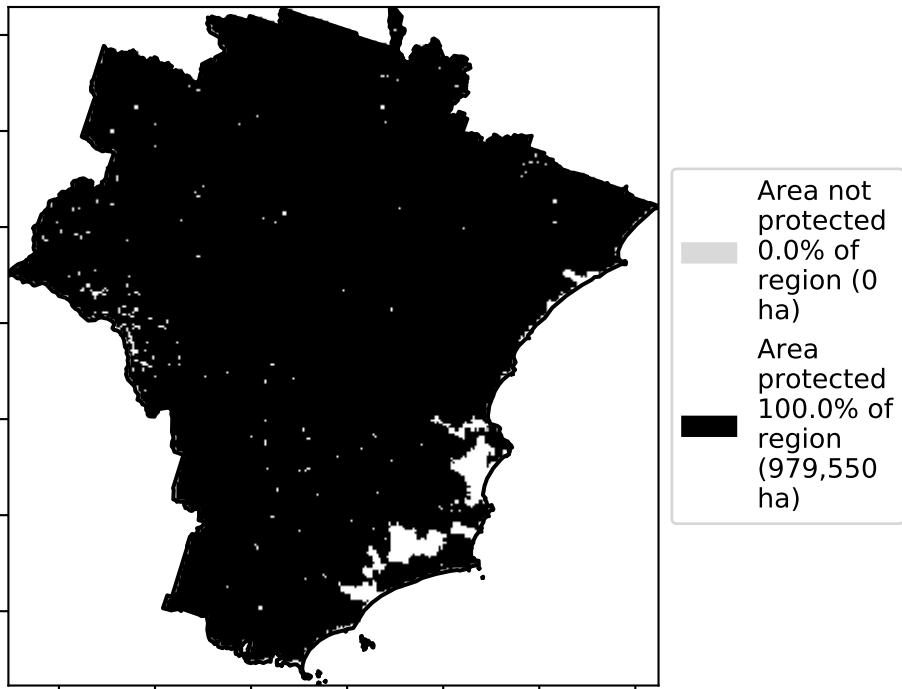 Area not
protected
0.0% of
region (0
ha)
Area
protected
100.0% of
region
(979,550
ha)